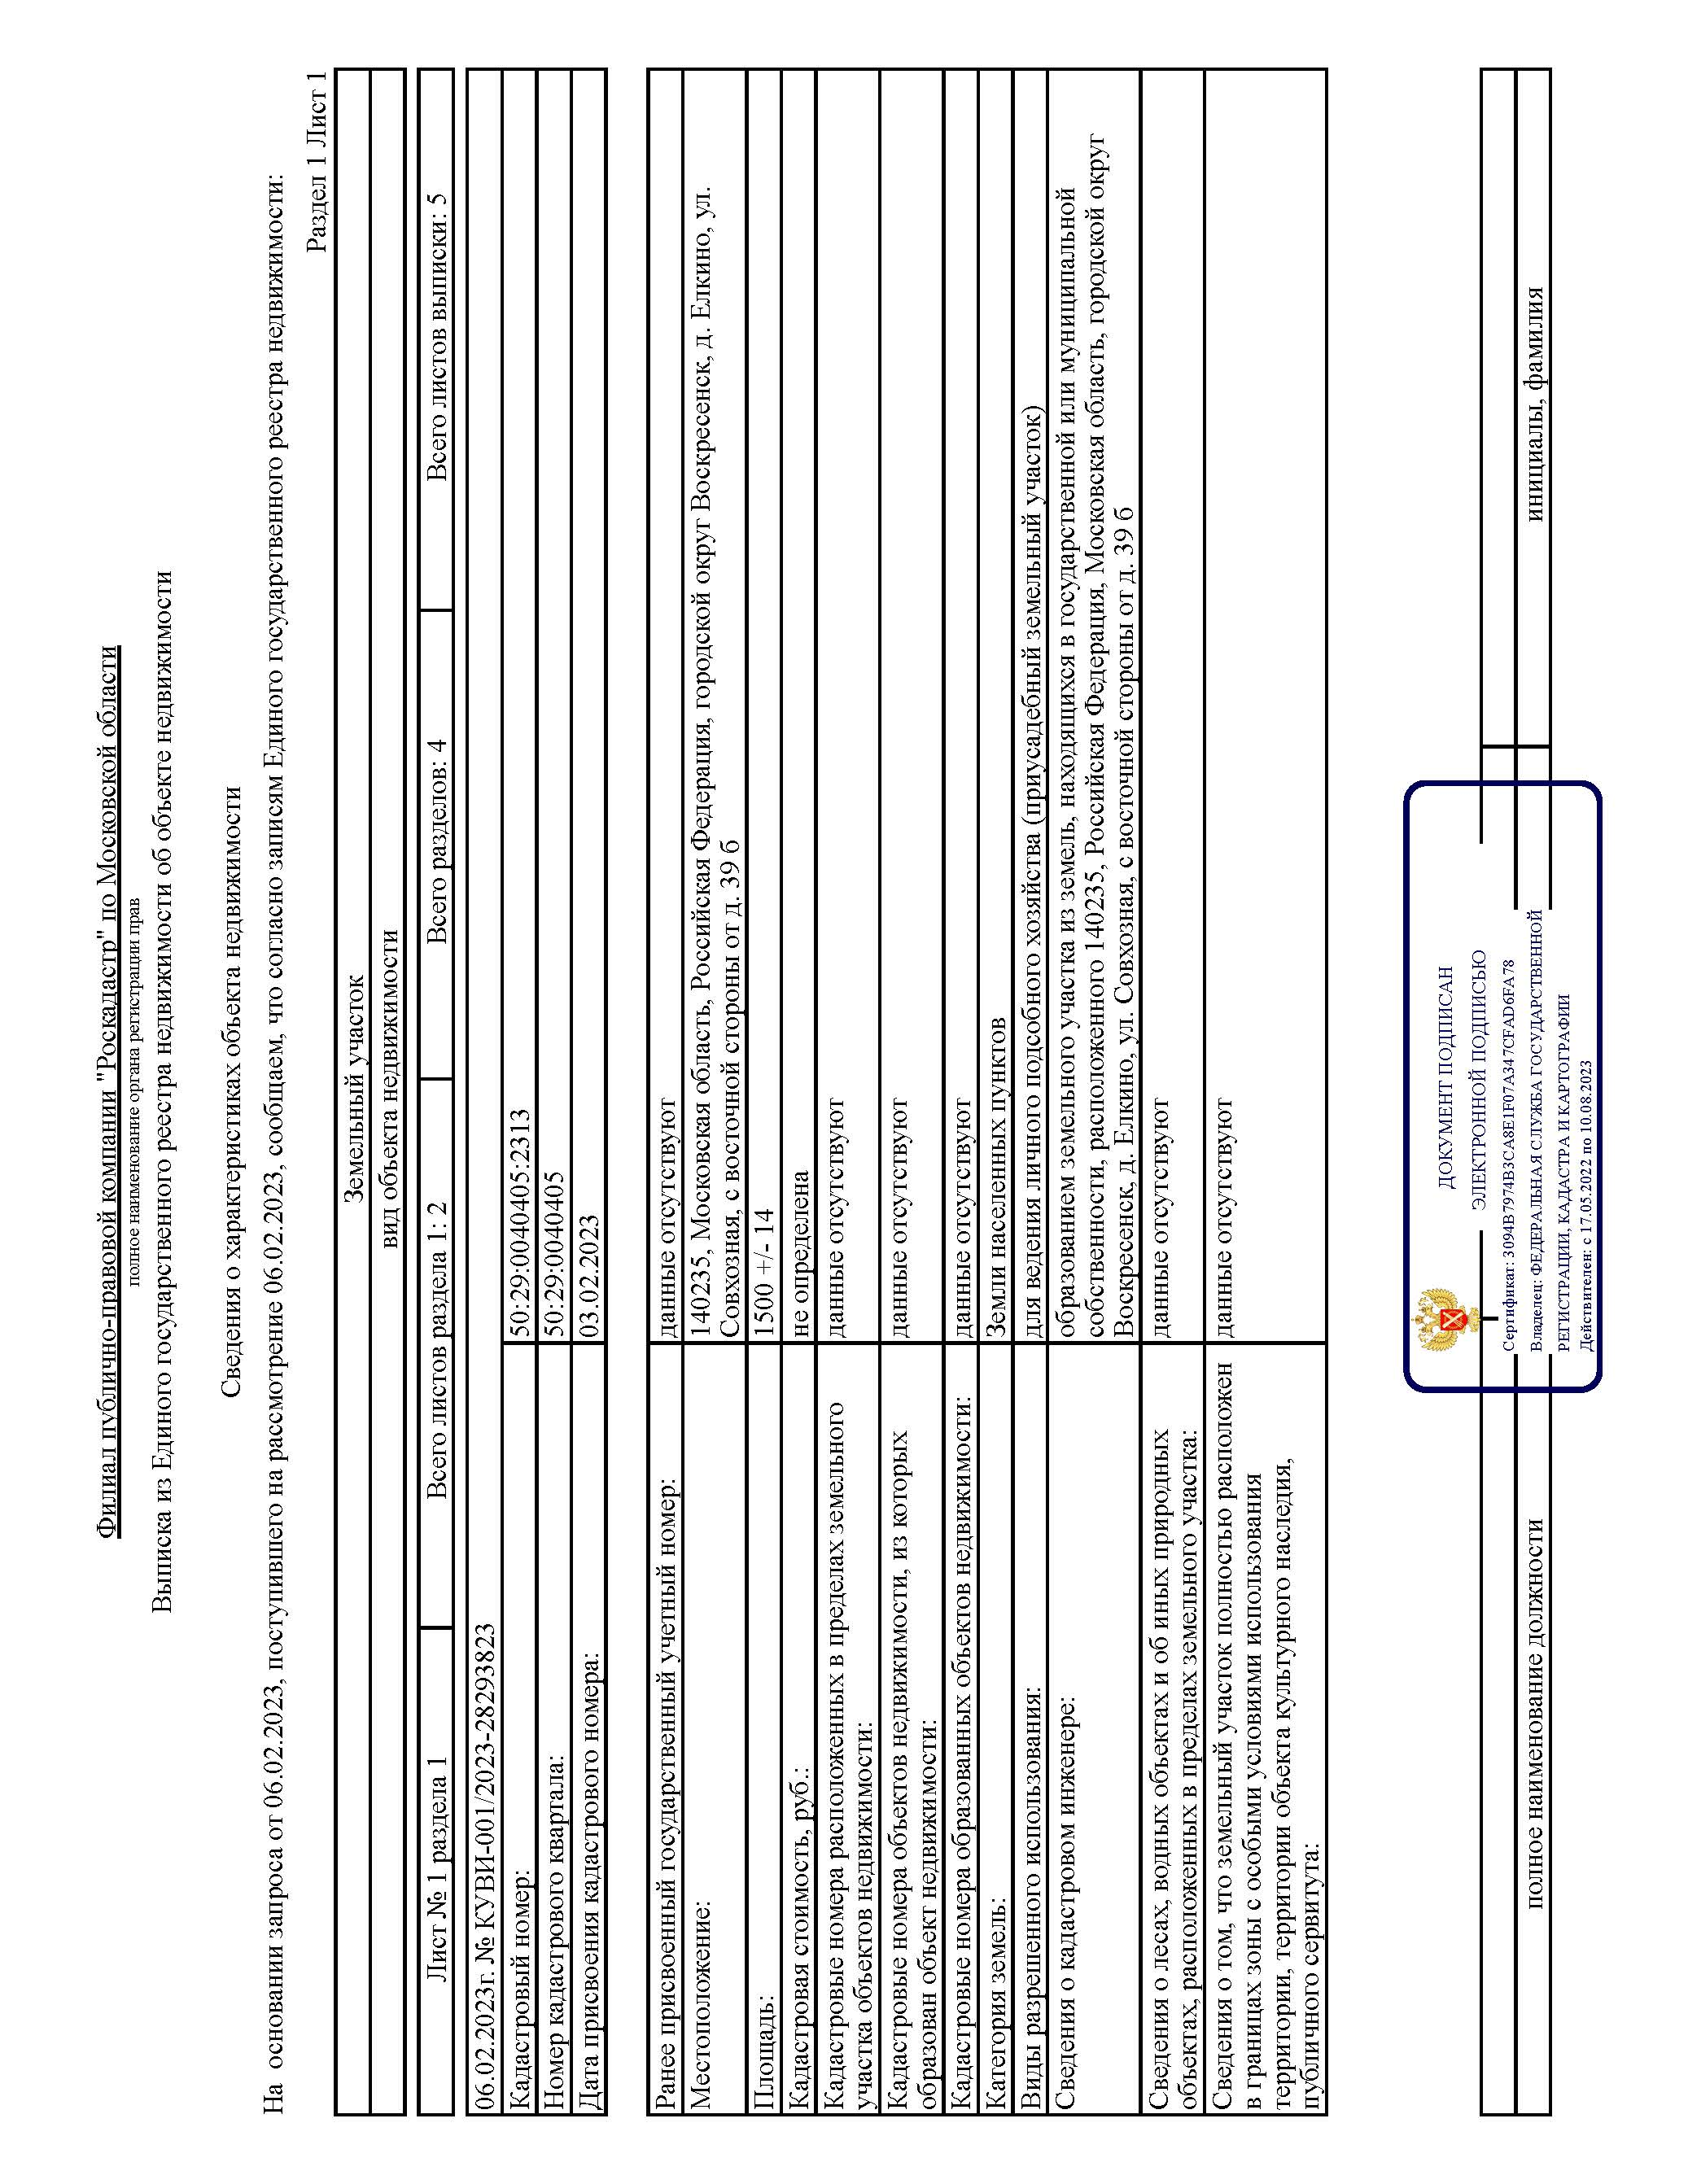 Филиал публично-правовой компании "Роскадастр" по Московской области
полное наименование органа регистрации прав
Выписка из Единого государственного реестра недвижимости об объекте недвижимости
Сведения о характеристиках объекта недвижимости
На основании запроса от 06.02.2023, поступившего на рассмотрение 06.02.2023, сообщаем, что согласно записям Единого государственного реестра недвижимости:
Раздел 1 Лист 1
Земельный участок
вид объекта недвижимости
Лист № 1 раздела 1 Всего листов раздела 1: 2 Всего разделов: 4 Всего листов выписки: 5
06.02.2023г. № КУВИ-001/2023-28293823
Кадастровый номер: 50:29:0040405:2313
Номер кадастрового квартала: 50:29:0040405
Дата присвоения кадастрового номера: 03.02.2023
Ранее присвоенный государственный учетный номер: данные отсутствуют
Местоположение: 140235, Московская область, Российская Федерация, городской округ Воскресенск, д. Елкино, ул.
Совхозная, с восточной стороны от д. 39 б
Площадь: 1500 +/- 14
Кадастровая стоимость, руб.: не определена
Кадастровые номера расположенных в пределах земельного данные отсутствуют
участка объектов недвижимости:
Кадастровые номера объектов недвижимости, из которых данные отсутствуют
образован объект недвижимости:
Кадастровые номера образованных объектов недвижимости: данные отсутствуют
Категория земель: Земли населенных пунктов
Виды разрешенного использования: для ведения личного подсобного хозяйства (приусадебный земельный участок)
Сведения о кадастровом инженере: образованием земельного участка из земель, находящихся в государственной или муниципальной
собственности, расположенного 140235, Российская Федерация, Московская область, городской округ
Воскресенск, д. Елкино, ул. Совхозная, с восточной стороны от д. 39 б
Сведения о лесах, водных объектах и об иных природных данные отсутствуют
объектах, расположенных в пределах земельного участка:
Сведения о том, что земельный участок полностью расположен данные отсутствуют
в границах зоны с особыми условиями использования
территории, территории объекта культурного наследия,
публичного сервитута:
ДОКУМЕНТ ПОДПИСАН
ЭЛЕКТРОННОЙ ПОДПИСЬЮ
Сертификат: 3094B7974B3CA8E1F07A347CFAD6FA78
Владелец: ФЕДЕРАЛЬНАЯ СЛУЖБА ГОСУДАРСТВЕННОЙ
РЕГИСТРАЦИИ, КАДАСТРА И КАРТОГРАФИИ
Действителен: с 17.05.2022 по 10.08.2023
полное наименование должности инициалы, фамилия